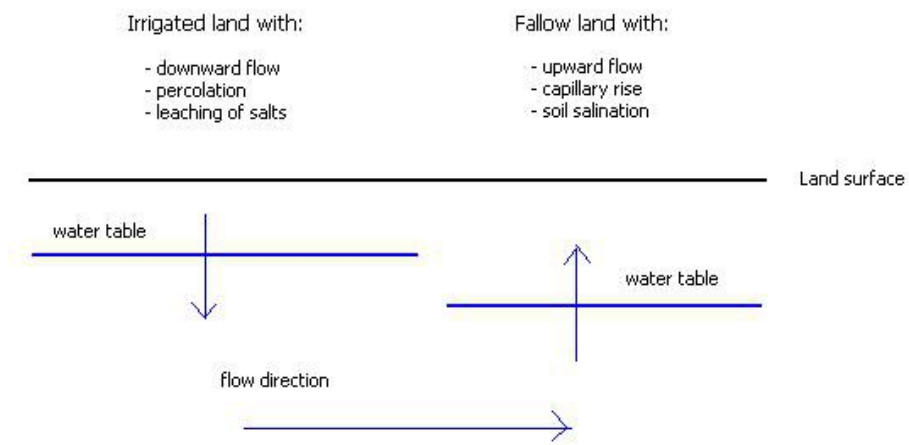 Irrigated land with:
- downward flow
- percolation
- leaching of salts
Fallow land with:
- upward flow
- capillary rise
- soil salination
Land surface
water table
water table
flow direction